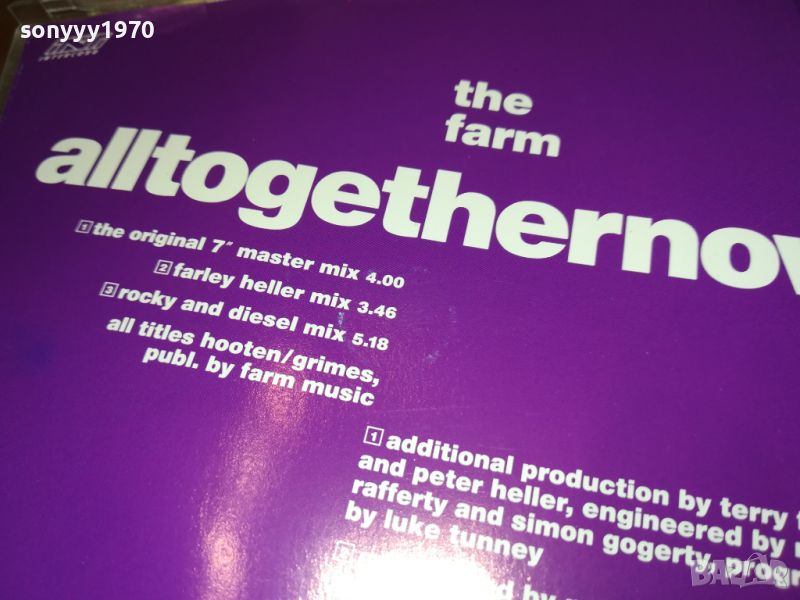 sonyyy1970
the
farm
alltogethernov
1 the original 7" master mix 4.00
2 farley heller mix 3.46
3 rocky and diesel mix 5.18
all titles hooten/grimes,
publ. by farm music
1 additional production by terry
and peter heller, engineered by
rafferty and simon gogerty, progr
by luke tunney
by